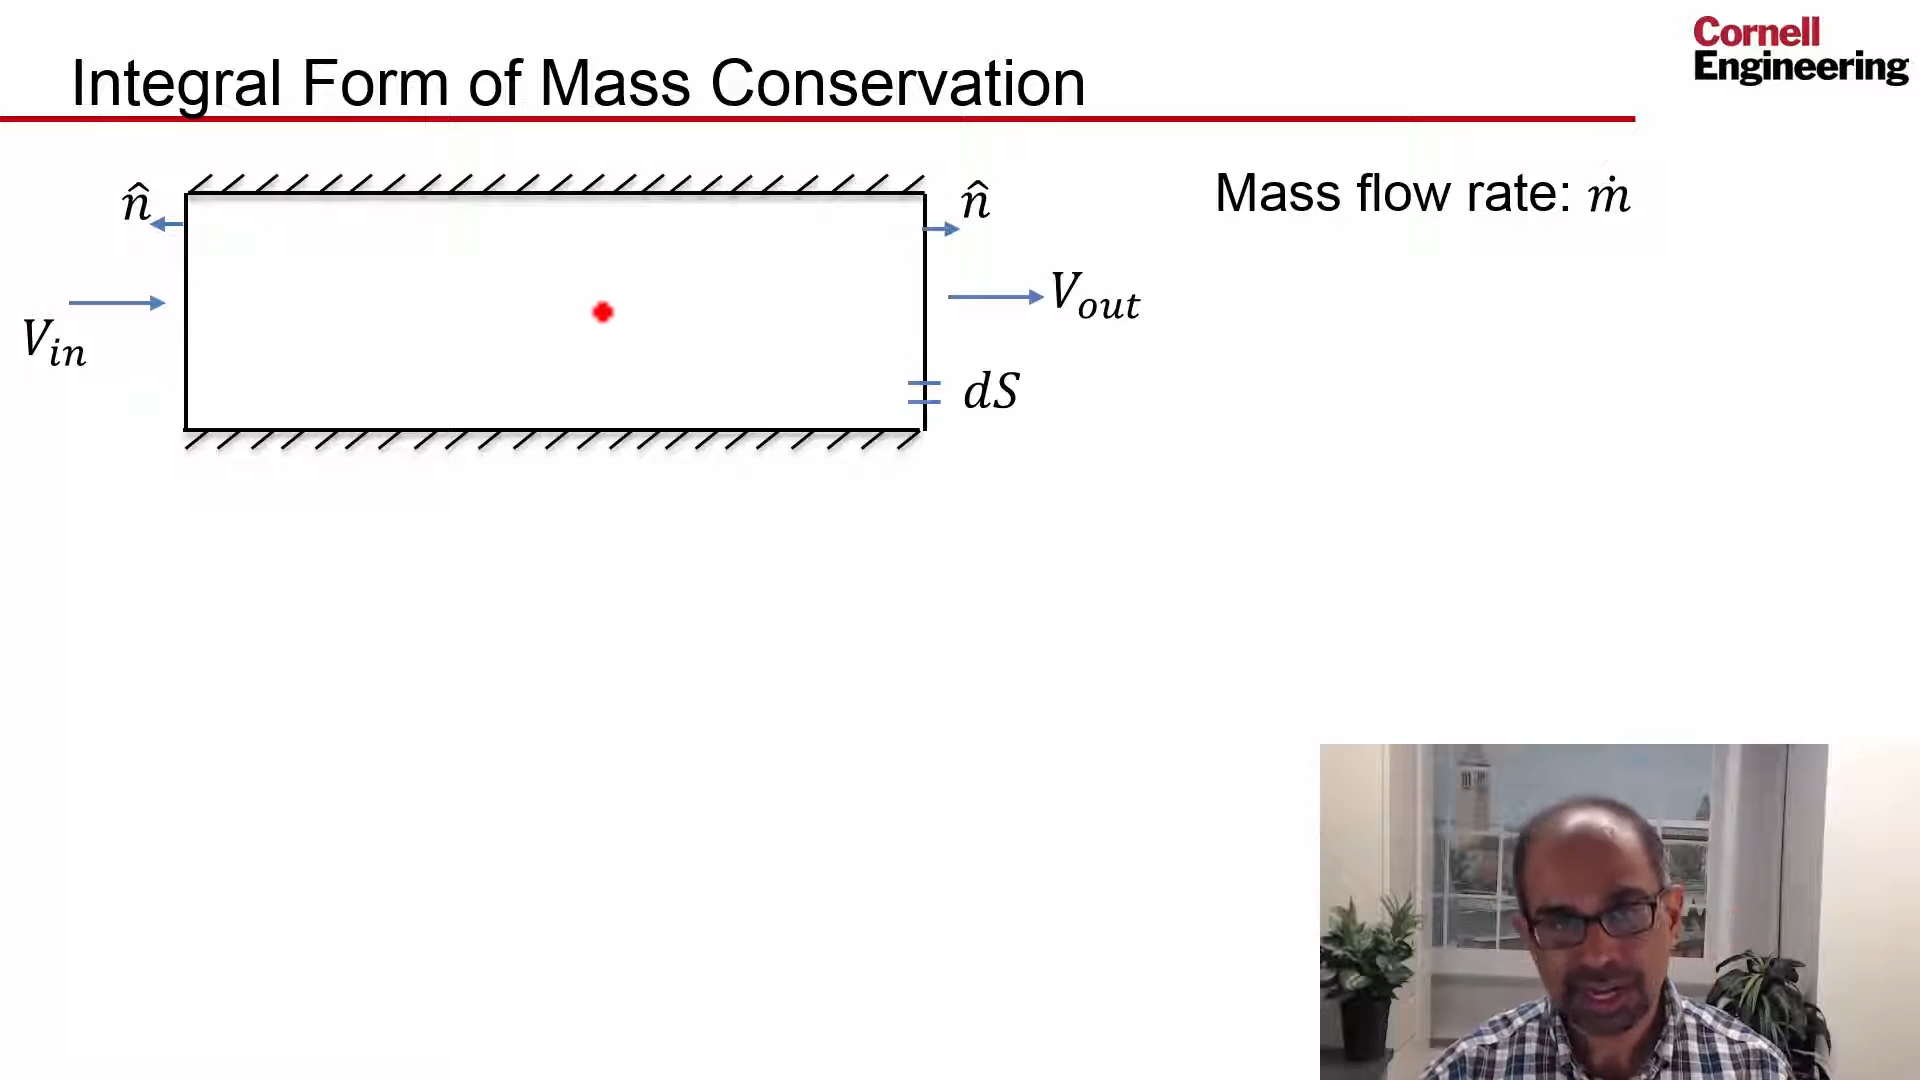 Cornell
Engineering
Integral Form of Mass Conservation
n̂
n̂
Mass flow rate: ṁ
V_in
V_out
dS